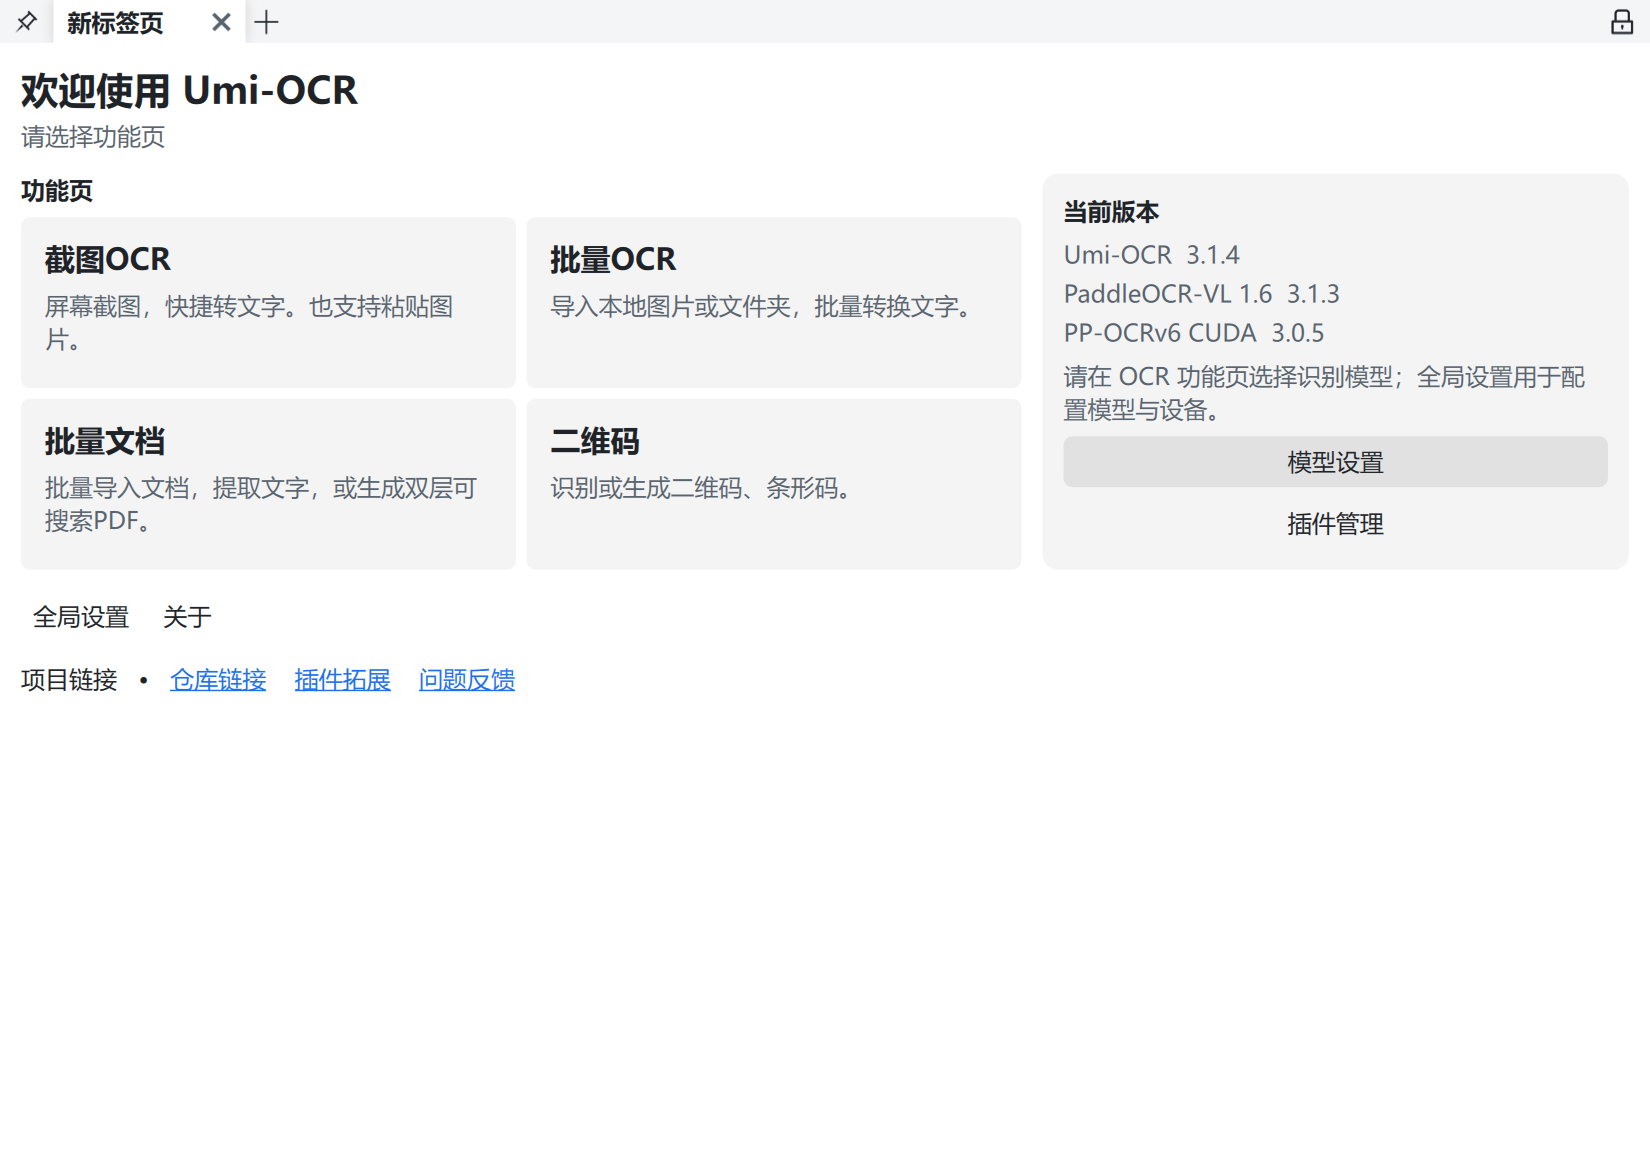 新标签页
欢迎使用 Umi-OCR
请选择功能页
功能页
截图OCR
屏幕截图，快捷转文字。也支持粘贴图
片。
批量OCR
导入本地图片或文件夹，批量转换文字。
批量文档
批量导入文档，提取文字，或生成双层可
搜索PDF。
二维码
识别或生成二维码、条形码。
当前版本
Umi-OCR 3.1.4
PaddleOCR-VL 1.6 3.1.3
PP-OCRv6 CUDA 3.0.5
请在 OCR 功能页选择识别模型；全局设置用于配
置模型与设备。
模型设置
插件管理
全局设置 关于
项目链接 • 仓库链接 插件拓展 问题反馈